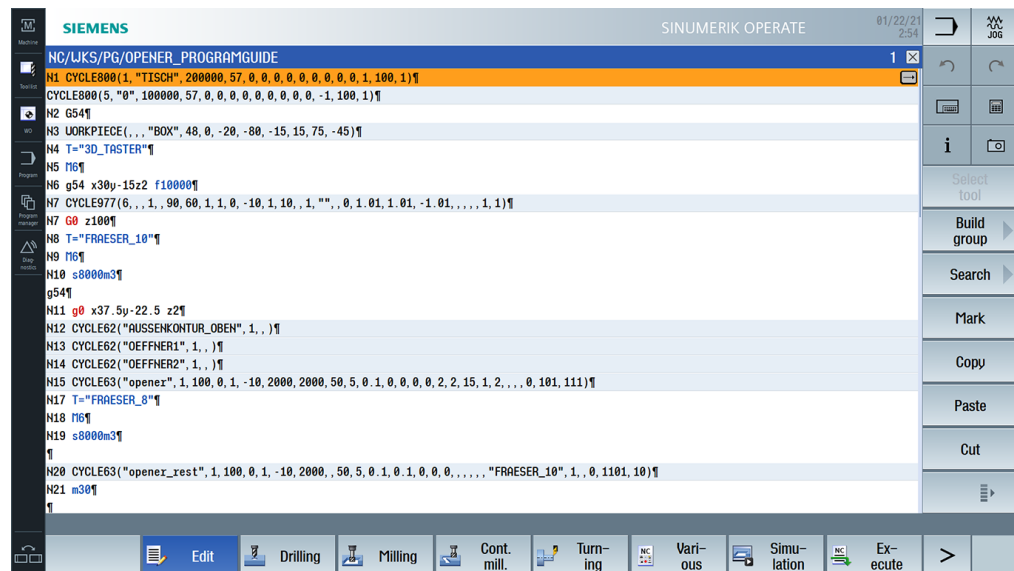 M
Machine
SIEMENS
SINUMERIK OPERATE
01/22/21
2:54
JOG
NC/WKS/PG/OPENER_PROGRAMGUIDE
1
N1 CYCLE800(1,"TISCH",200000,57,0,0,0,0,0,0,0,0,0,1,100,1)¶
CYCLE800(5,"0",100000,57,0,0,0,0,0,0,0,0,0,-1,100,1)¶
N2 G54¶
N3 WORKPIECE(,,,"BOX",48,0,-20,-80,-15,15,75,-45)¶
N4 T="3D_TASTER"¶
N5 M6¶
N6 g54 x30y-15z2 f10000¶
N7 CYCLE977(6,,,1,,90,60,1,1,0,-10,1,10,,1,"",,0,1.01,1.01,-1.01,,,,,1,1)¶
N7 G0 z100¶
N8 T="FRAESER_10"¶
N9 M6¶
N10 s8000m3¶
g54¶
N11 g0 x37.5y-22.5 z2¶
N12 CYCLE62("AUSSENKONTUR_OBEN",1,,)¶
N13 CYCLE62("OEFFNER1",1,,)¶
N14 CYCLE62("OEFFNER2",1,,)¶
N15 CYCLE63("opener",1,100,0,1,-10,2000,2000,50,5,0.1,0,0,0,0,2,2,15,1,2,,,,0,101,111)¶
N17 T="FRAESER_8"¶
N18 M6¶
N19 s8000m3¶
¶
N20 CYCLE63("opener_rest",1,100,0,1,-10,2000,,50,5,0.1,0.1,0,0,0,,,,,,"FRAESER_10",1,,0,1101,10)¶
N21 m30¶
¶
Tool list
WO
Program
Program
manager
Diag
nostics
i
Select
tool
Build
group
Search
Mark
Copy
Paste
Cut
Edit
Drilling
Milling
Cont.
mill.
Turn-
ing
NC
Vari-
ous
Simu-
lation
NC
Ex-
ecute
>